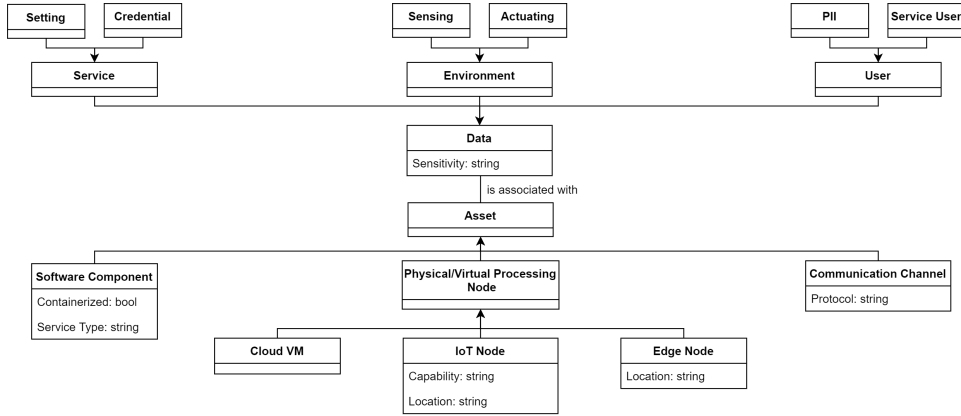 Setting
Credential
Sensing
Actuating
PII
Service User
Service
Environment
User
Data
Sensitivity: string
is associated with
Asset
Software Component
Containerized: bool
Service Type: string
Physical/Virtual Processing
Node
Communication Channel
Protocol: string
Cloud VM
IoT Node
Capability: string
Location: string
Edge Node
Location: string